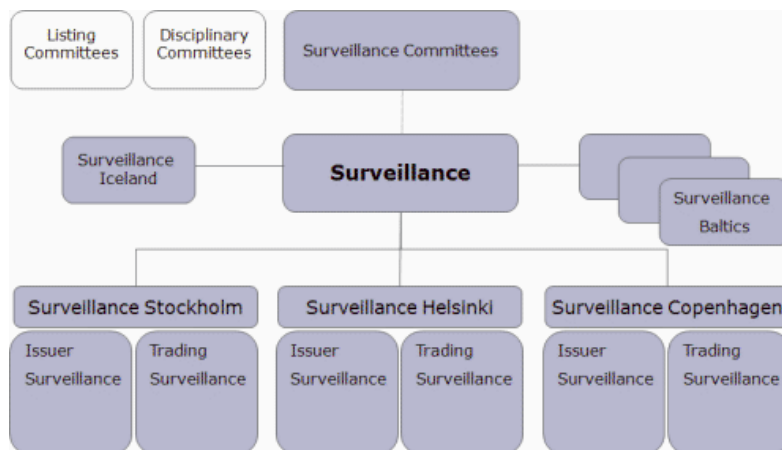 Listing
Committees
Disciplinary
Committees
Surveillance Committees
Surveillance
Iceland
Surveillance
Surveillance
Baltics
Surveillance Stockholm
Surveillance Helsinki
Surveillance Copenhagen
Issuer
Surveillance
Trading
Surveillance
Issuer
Surveillance
Trading
Surveillance
Issuer
Surveillance
Trading
Surveillance